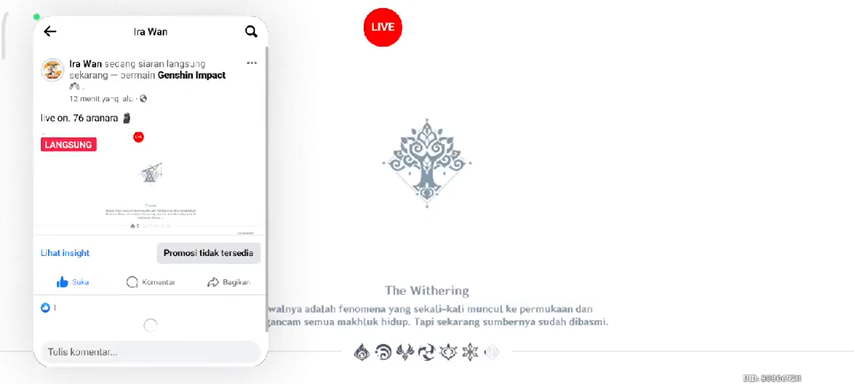 Ira Wan
LIVE
Ira Wan sedang siaran langsung
sekarang — bermain Genshin Impact
12 menit yang lalu ·
live on. 76 aranara
LANGSUNG
Lihat insight
Promosi tidak tersedia
Suka
Komentar
Bagikan
1
Tulis komentar...
The Withering
walnya adalah fenomena yang sekali-kali muncul ke permukaan dan
gancam semua makhluk hidup. Tapi sekarang sumbernya sudah dibasmi.